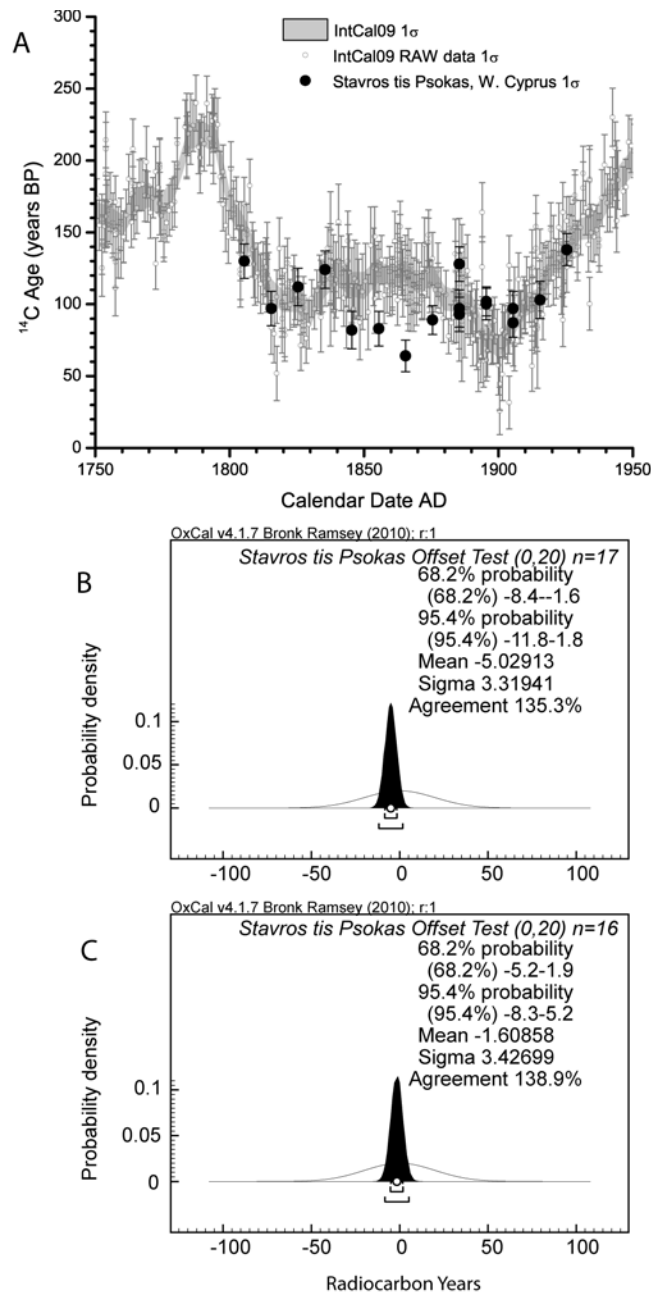 A
IntCal09 1σ
IntCal09 RAW data 1σ
Stavros tis Psokas, W. Cyprus 1σ
300
250
200
150
100
50
0
¹⁴C Age (years BP)
1750
1800
1850
1900
1950
Calendar Date AD
B
OxCal v4.1.7 Bronk Ramsey (2010); r:1
Stavros tis Psokas Offset Test (0,20) n=17
68.2% probability
(68.2%) -8.4--1.6
95.4% probability
(95.4%) -11.8-1.8
Mean -5.02913
Sigma 3.31941
Agreement 135.3%
Probability density
0.1
0.05
0
-100
-50
0
50
100
C
OxCal v4.1.7 Bronk Ramsey (2010); r:1
Stavros tis Psokas Offset Test (0,20) n=16
68.2% probability
(68.2%) -5.2-1.9
95.4% probability
(95.4%) -8.3-5.2
Mean -1.60858
Sigma 3.42699
Agreement 138.9%
Probability density
0.1
0.05
0
-100
-50
0
50
100
Radiocarbon Years